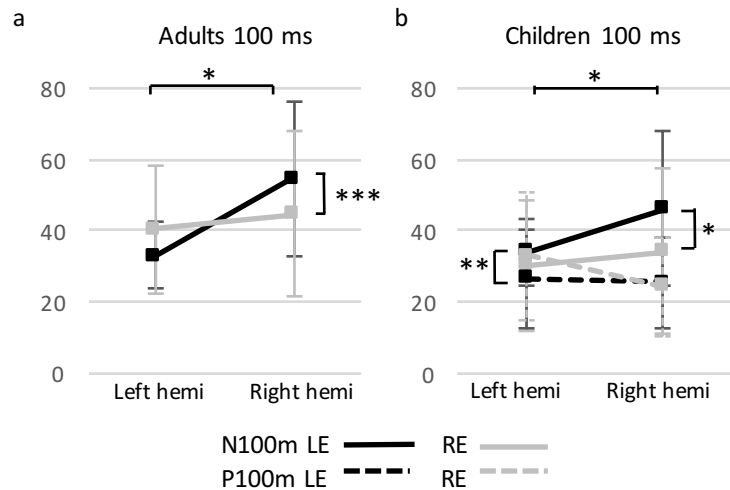 a
Adults 100 ms
80
60
40
20
0
*
***
Left hemi Right hemi
b
Children 100 ms
80
60
40
20
0
*
*
**
Left hemi Right hemi
N100m LE RE
P100m LE RE